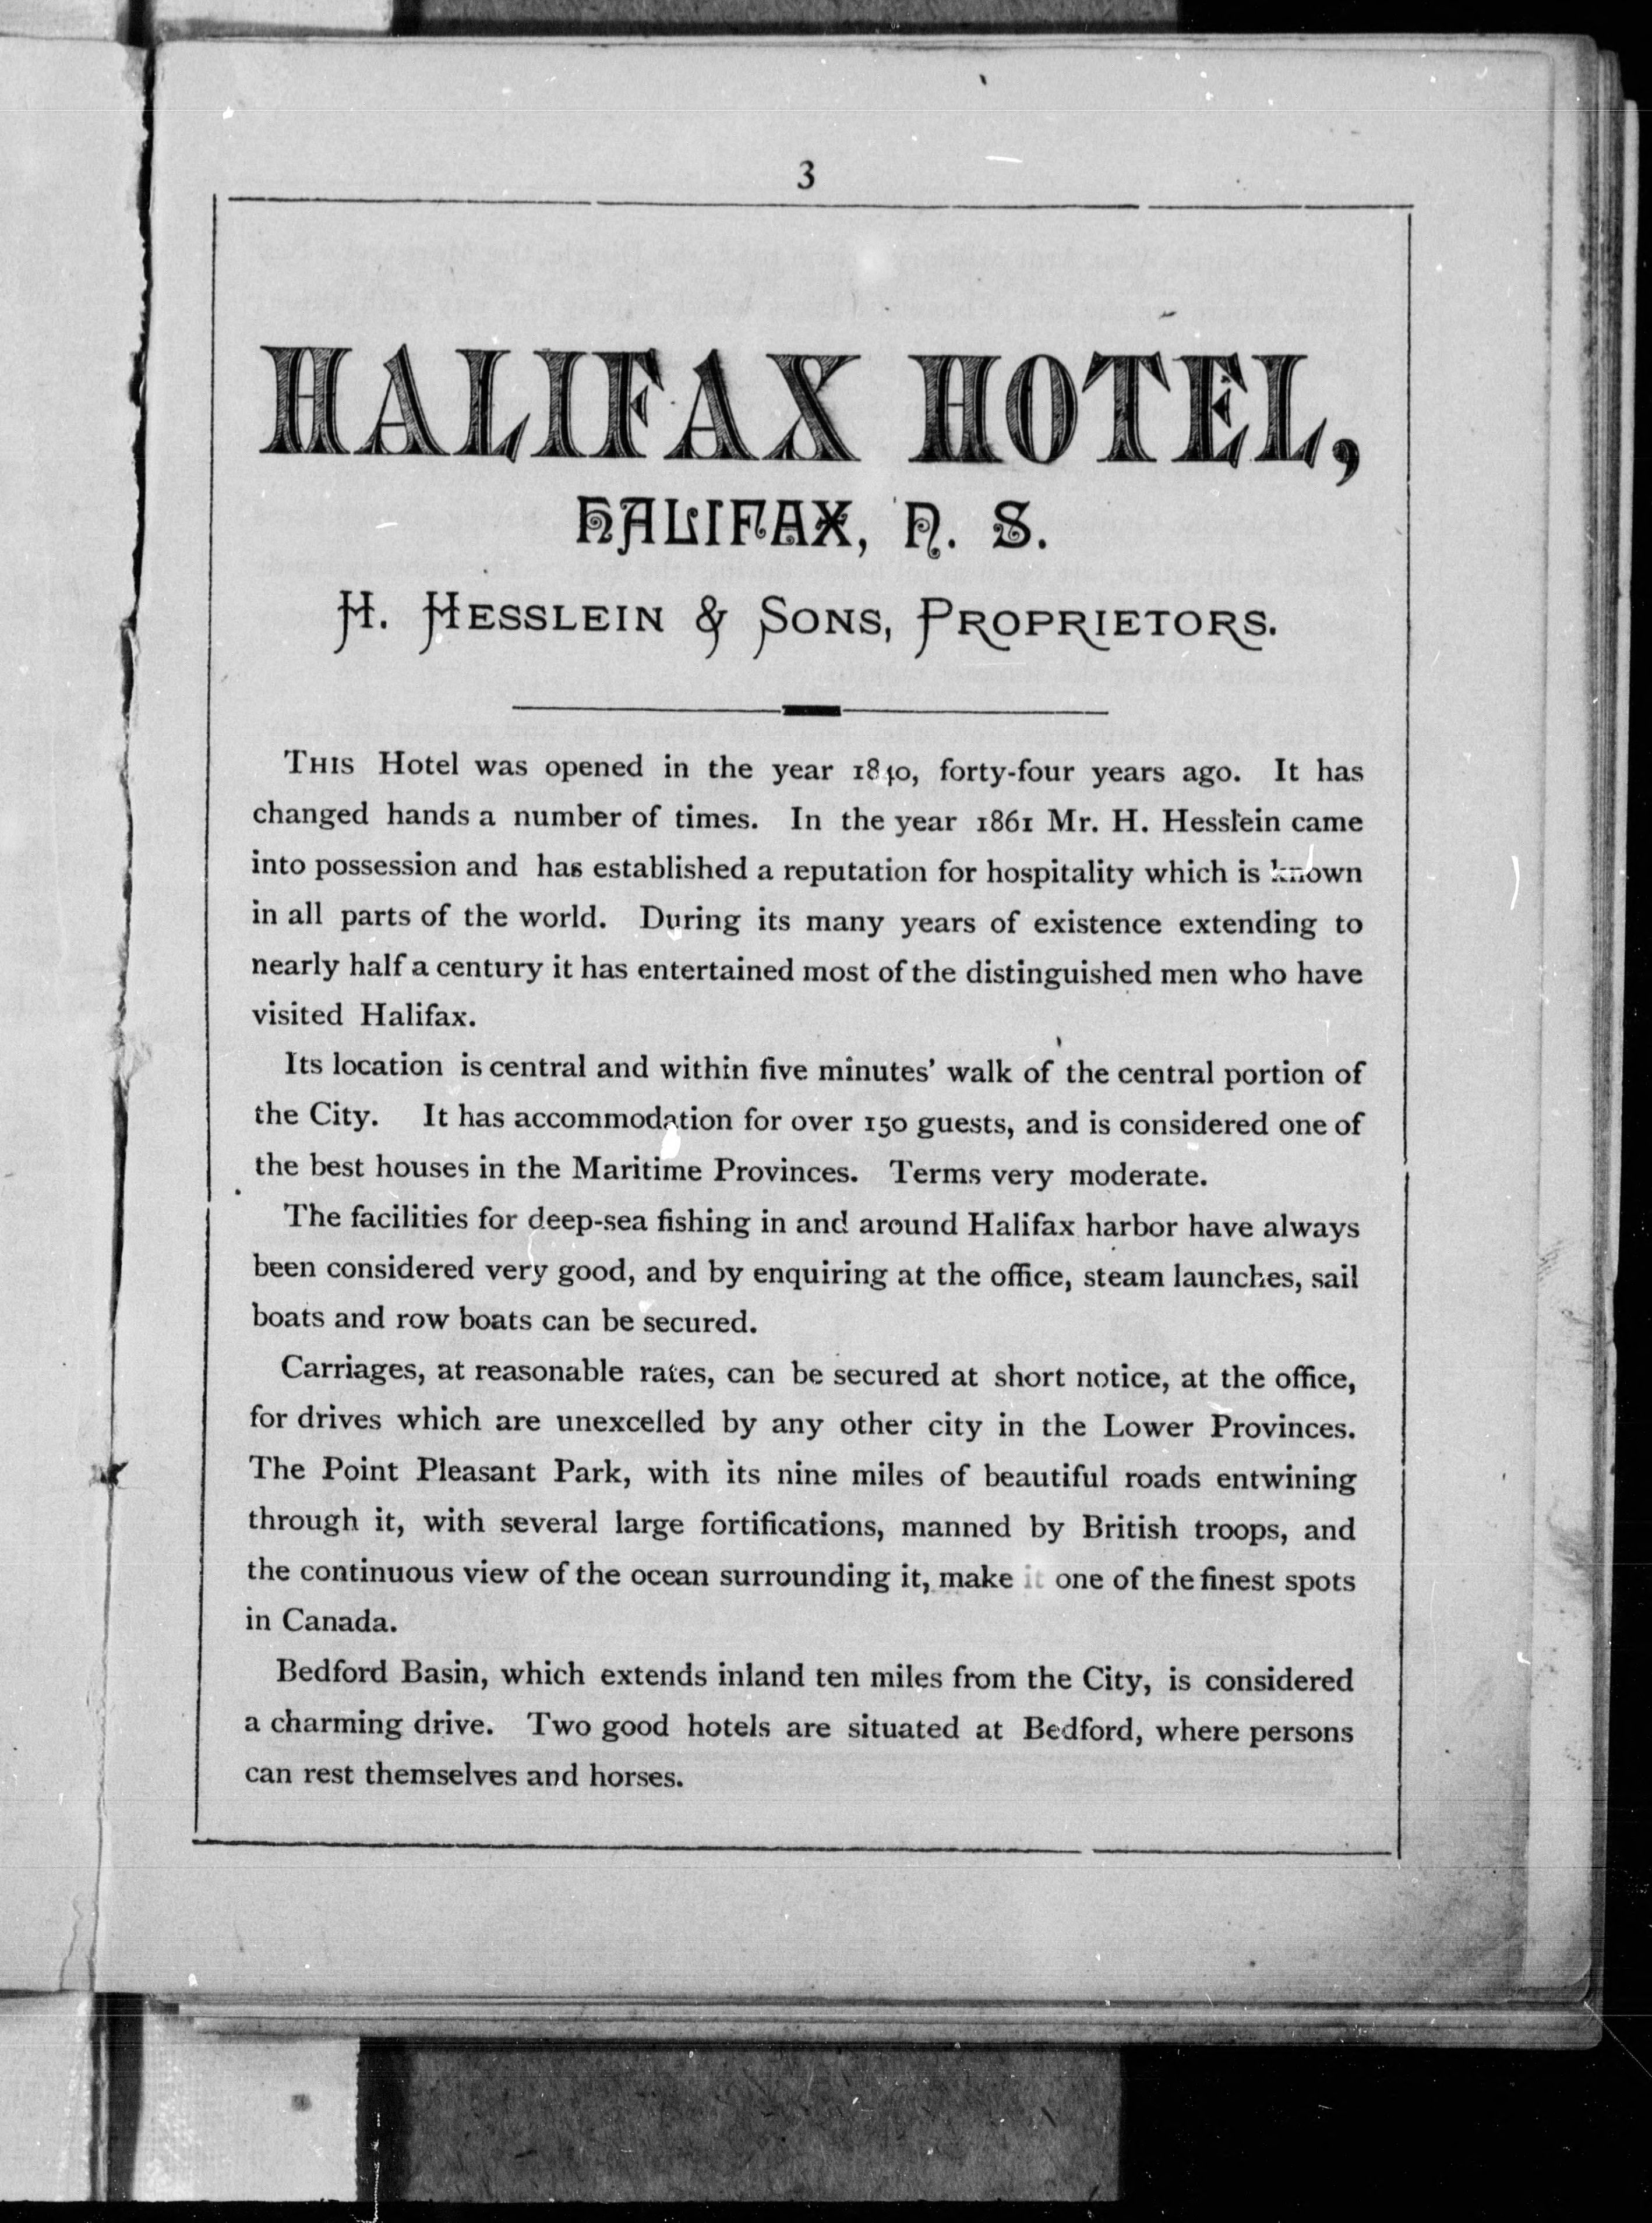 3
HALIFAX HOTEL,
HALIFAX, N. S.
H. HESSLEIN & SONS, PROPRIETORS.
THIS Hotel was opened in the year 1840, forty-four years ago. It has
changed hands a number of times. In the year 1861 Mr. H. Hesslein came
into possession and has established a reputation for hospitality which is known
in all parts of the world. During its many years of existence extending to
nearly half a century it has entertained most of the distinguished men who have
visited Halifax.
Its location is central and within five minutes' walk of the central portion of
the City. It has accommodation for over 150 guests, and is considered one of
the best houses in the Maritime Provinces. Terms very moderate.
The facilities for deep-sea fishing in and around Halifax harbor have always
been considered very good, and by enquiring at the office, steam launches, sail
boats and row boats can be secured.
Carriages, at reasonable rates, can be secured at short notice, at the office,
for drives which are unexcelled by any other city in the Lower Provinces.
The Point Pleasant Park, with its nine miles of beautiful roads entwining
through it, with several large fortifications, manned by British troops, and
the continuous view of the ocean surrounding it, make it one of the finest spots
in Canada.
Bedford Basin, which extends inland ten miles from the City, is considered
a charming drive. Two good hotels are situated at Bedford, where persons
can rest themselves and horses.